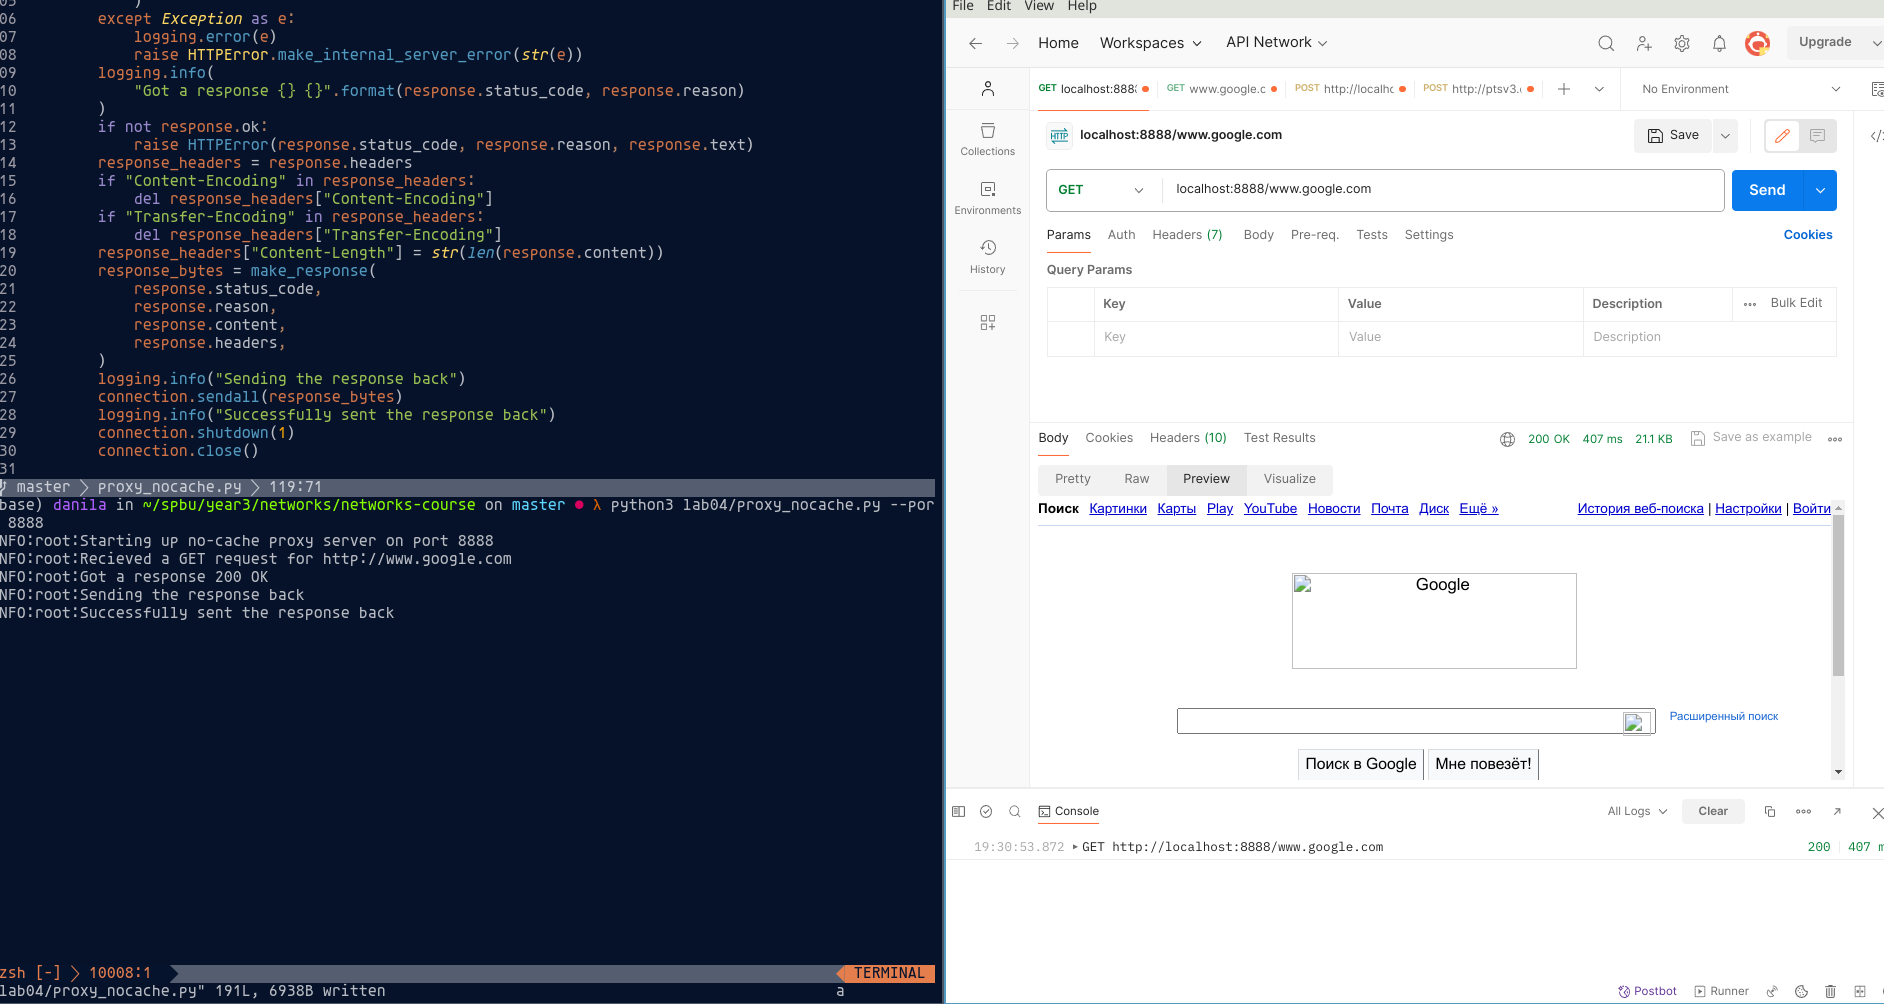 05             )
06         except Exception as e:
07             logging.error(e)
08             raise HTTPError.make_internal_server_error(str(e))
09         logging.info(
10             "Got a response {} {}".format(response.status_code, response.reason)
11         )
12         if not response.ok:
13             raise HTTPError(response.status_code, response.reason, response.text)
14         response_headers = response.headers
15         if "Content-Encoding" in response_headers:
16             del response_headers["Content-Encoding"]
17         if "Transfer-Encoding" in response_headers:
18             del response_headers["Transfer-Encoding"]
19         response_headers["Content-Length"] = str(len(response.content))
20         response_bytes = make_response(
21             response.status_code,
22             response.reason,
23             response.content,
24             response.headers,
25         )
26         logging.info("Sending the response back")
27         connection.sendall(response_bytes)
28         logging.info("Successfully sent the response back")
29         connection.shutdown(1)
30         connection.close()
31
master > proxy_nocache.py > 119:71
base) danila in ~/spbu/year3/networks/networks-course on master ● λ python3 lab04/proxy_nocache.py --por
8888
NFO:root:Starting up no-cache proxy server on port 8888
NFO:root:Recieved a GET request for http://www.google.com
NFO:root:Got a response 200 OK
NFO:root:Sending the response back
NFO:root:Successfully sent the response back
zsh [-] > 10008:1 TERMINAL
lab04/proxy_nocache.py" 191L, 6938B written a
File Edit View Help
Home Workspaces API Network Upgrade
GET localhost:888 GET www.google.c POST http://localhc POST http://ptsv3. No Environment
HTTP localhost:8888/www.google.com Save </
Collections
Environments
History
GET localhost:8888/www.google.com Send
Params Auth Headers (7) Body Pre-req. Tests Settings Cookies
Query Params
Key Value Description ••• Bulk Edit
Key Value Description
Body Cookies Headers (10) Test Results 200 OK 407 ms 21.1 KB Save as example •••
Pretty Raw Preview Visualize
Поиск Картинки Карты Play YouTube Новости Почта Диск Ещё » История веб-поиска | Настройки | Войти
Google
Расширенный поиск
Поиск в Google Мне повезёт!
Console All Logs Clear •••
19:30:53.872 ▸ GET http://localhost:8888/www.google.com 200 407 m
Postbot Runner